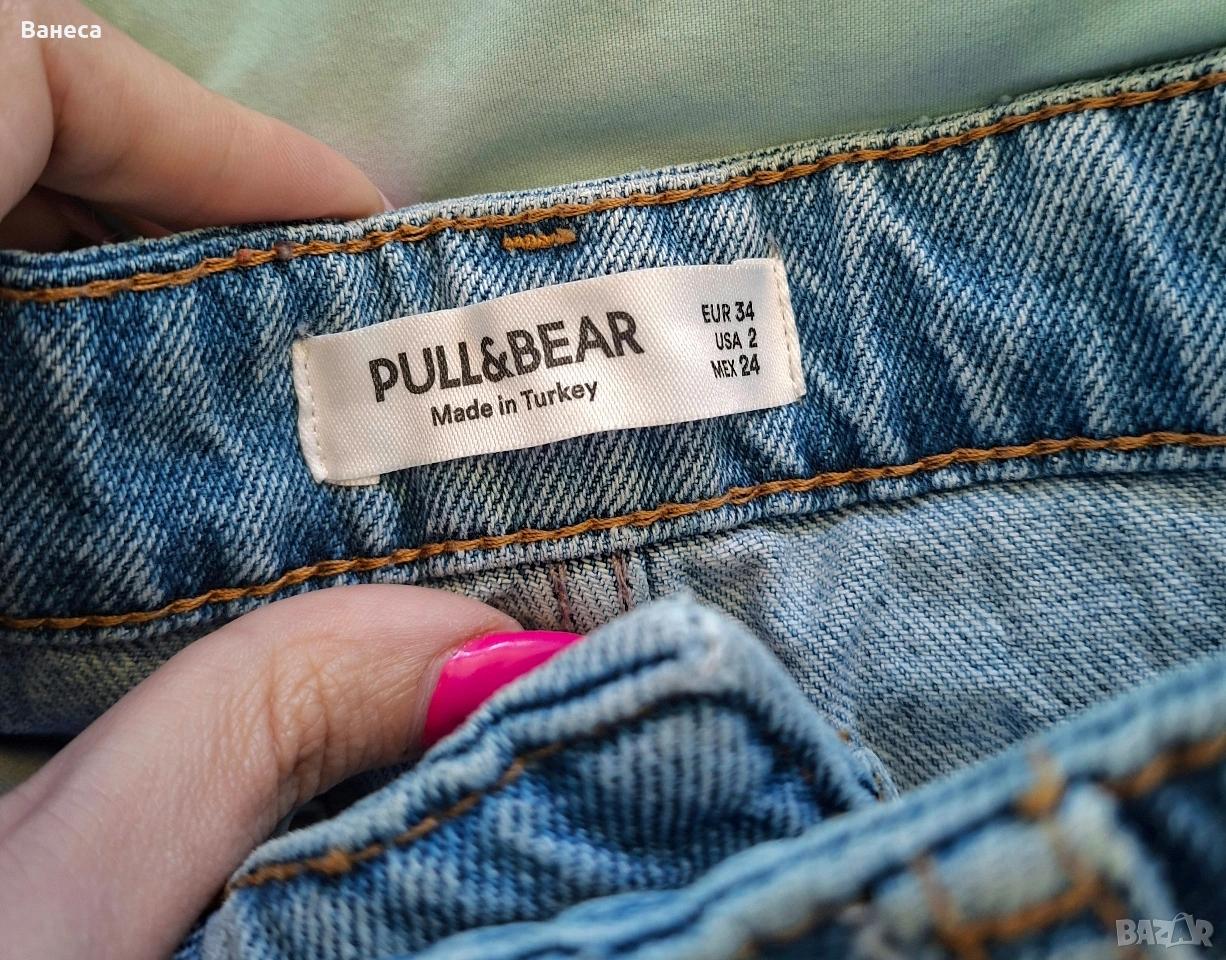 Ванеса
PULL&BEAR
Made in Turkey
EUR 34
USA 2
MEX 24
BAZAR